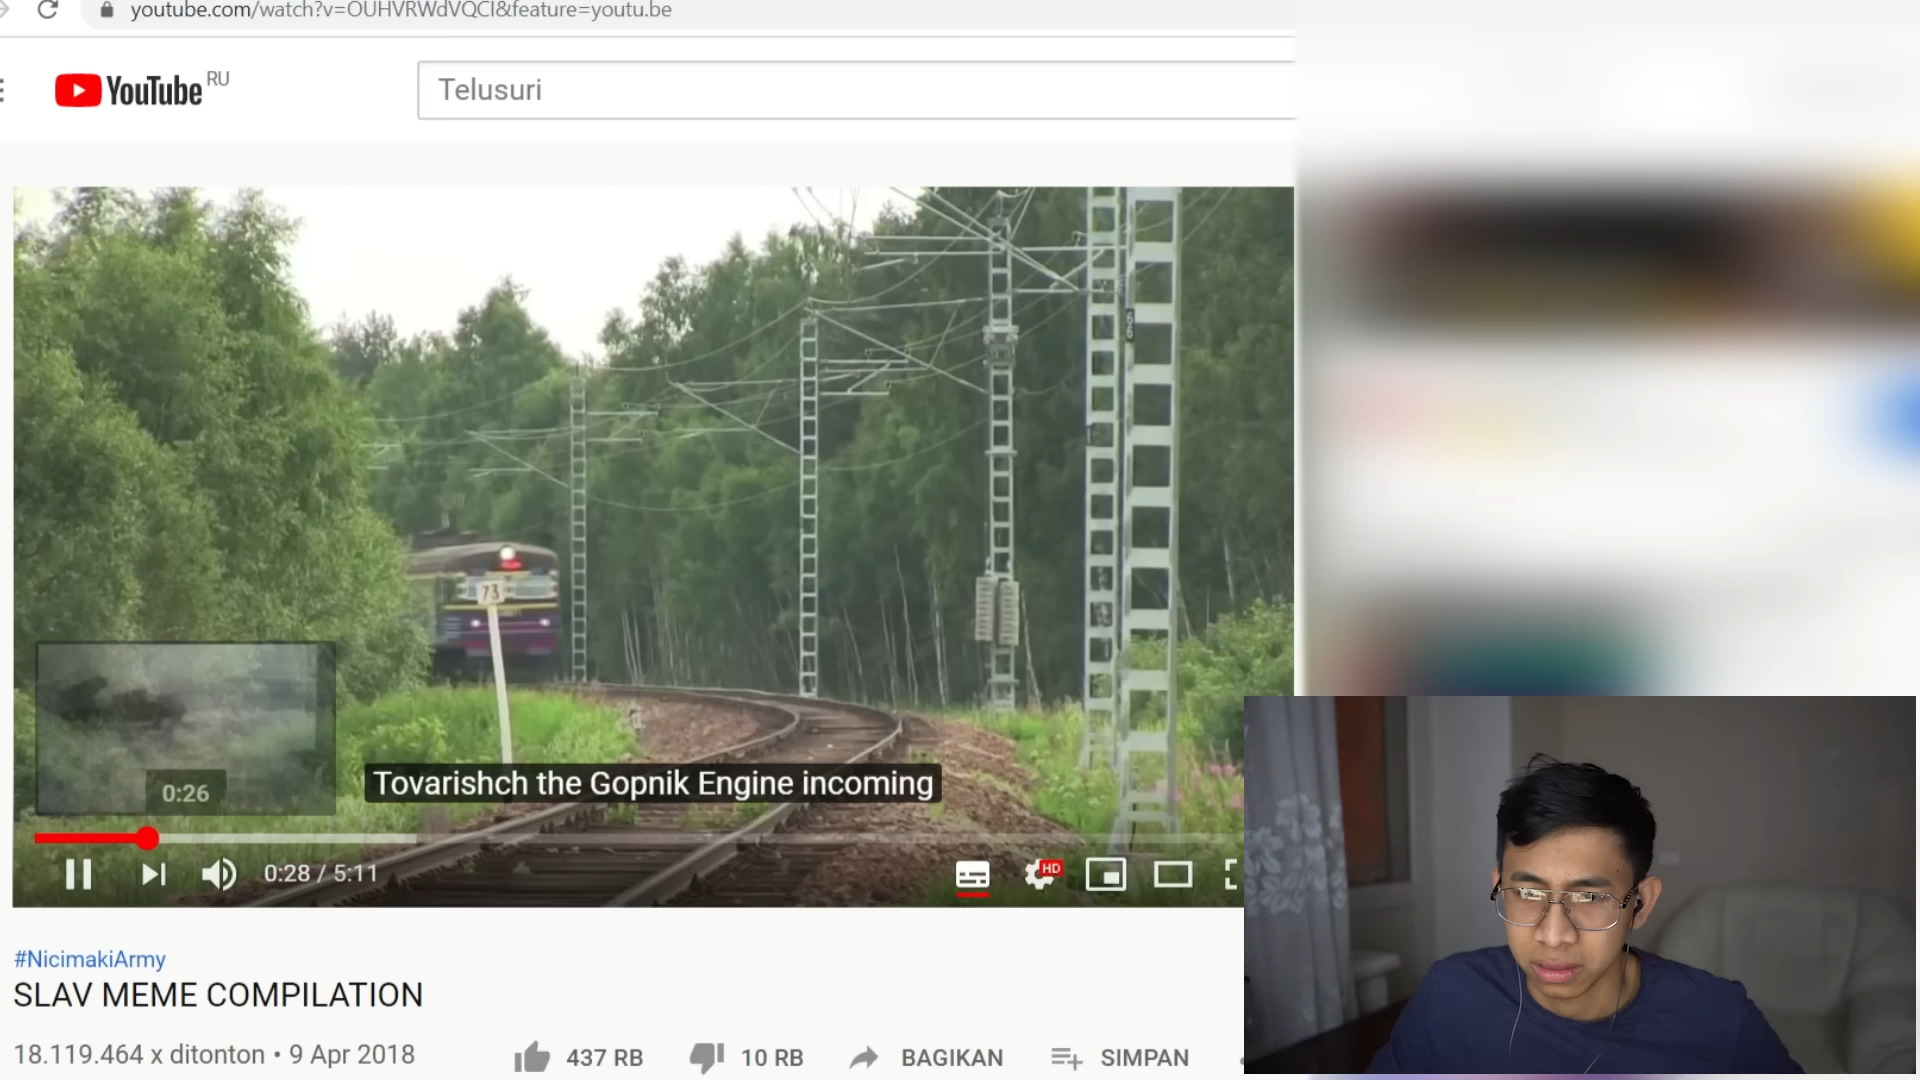 youtube.com/watch?v=OUHVRWdVQCI&feature=youtu.be
YouTube RU
Telusuri
66
73
0:26
Tovarishch the Gopnik Engine incoming
0:28 / 5:11
HD
#NicimakiArmy
SLAV MEME COMPILATION
18.119.464 x ditonton • 9 Apr 2018
437 RB
10 RB
BAGIKAN
SIMPAN